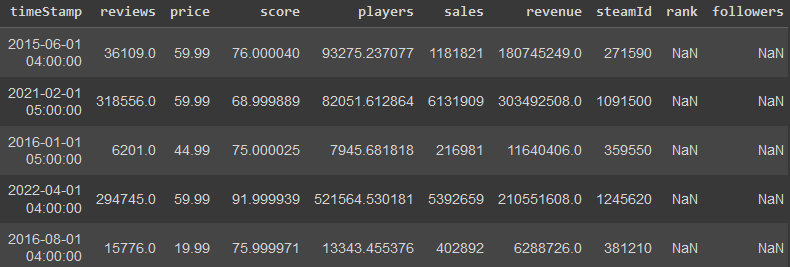 timeStamp reviews price score players sales revenue steamId rank followers
2015-06-01 04:00:00 36109.0 59.99 76.000040 93275.237077 1181821 180745249.0 271590 NaN NaN
2021-02-01 05:00:00 318556.0 59.99 68.999889 82051.612864 6131909 303492508.0 1091500 NaN NaN
2016-01-01 05:00:00 6201.0 44.99 75.000025 7945.681818 216981 11640406.0 359550 NaN NaN
2022-04-01 04:00:00 294745.0 59.99 91.999939 521564.530181 5392659 210551608.0 1245620 NaN NaN
2016-08-01 04:00:00 15776.0 19.99 75.999971 13343.455376 402892 6288726.0 381210 NaN NaN